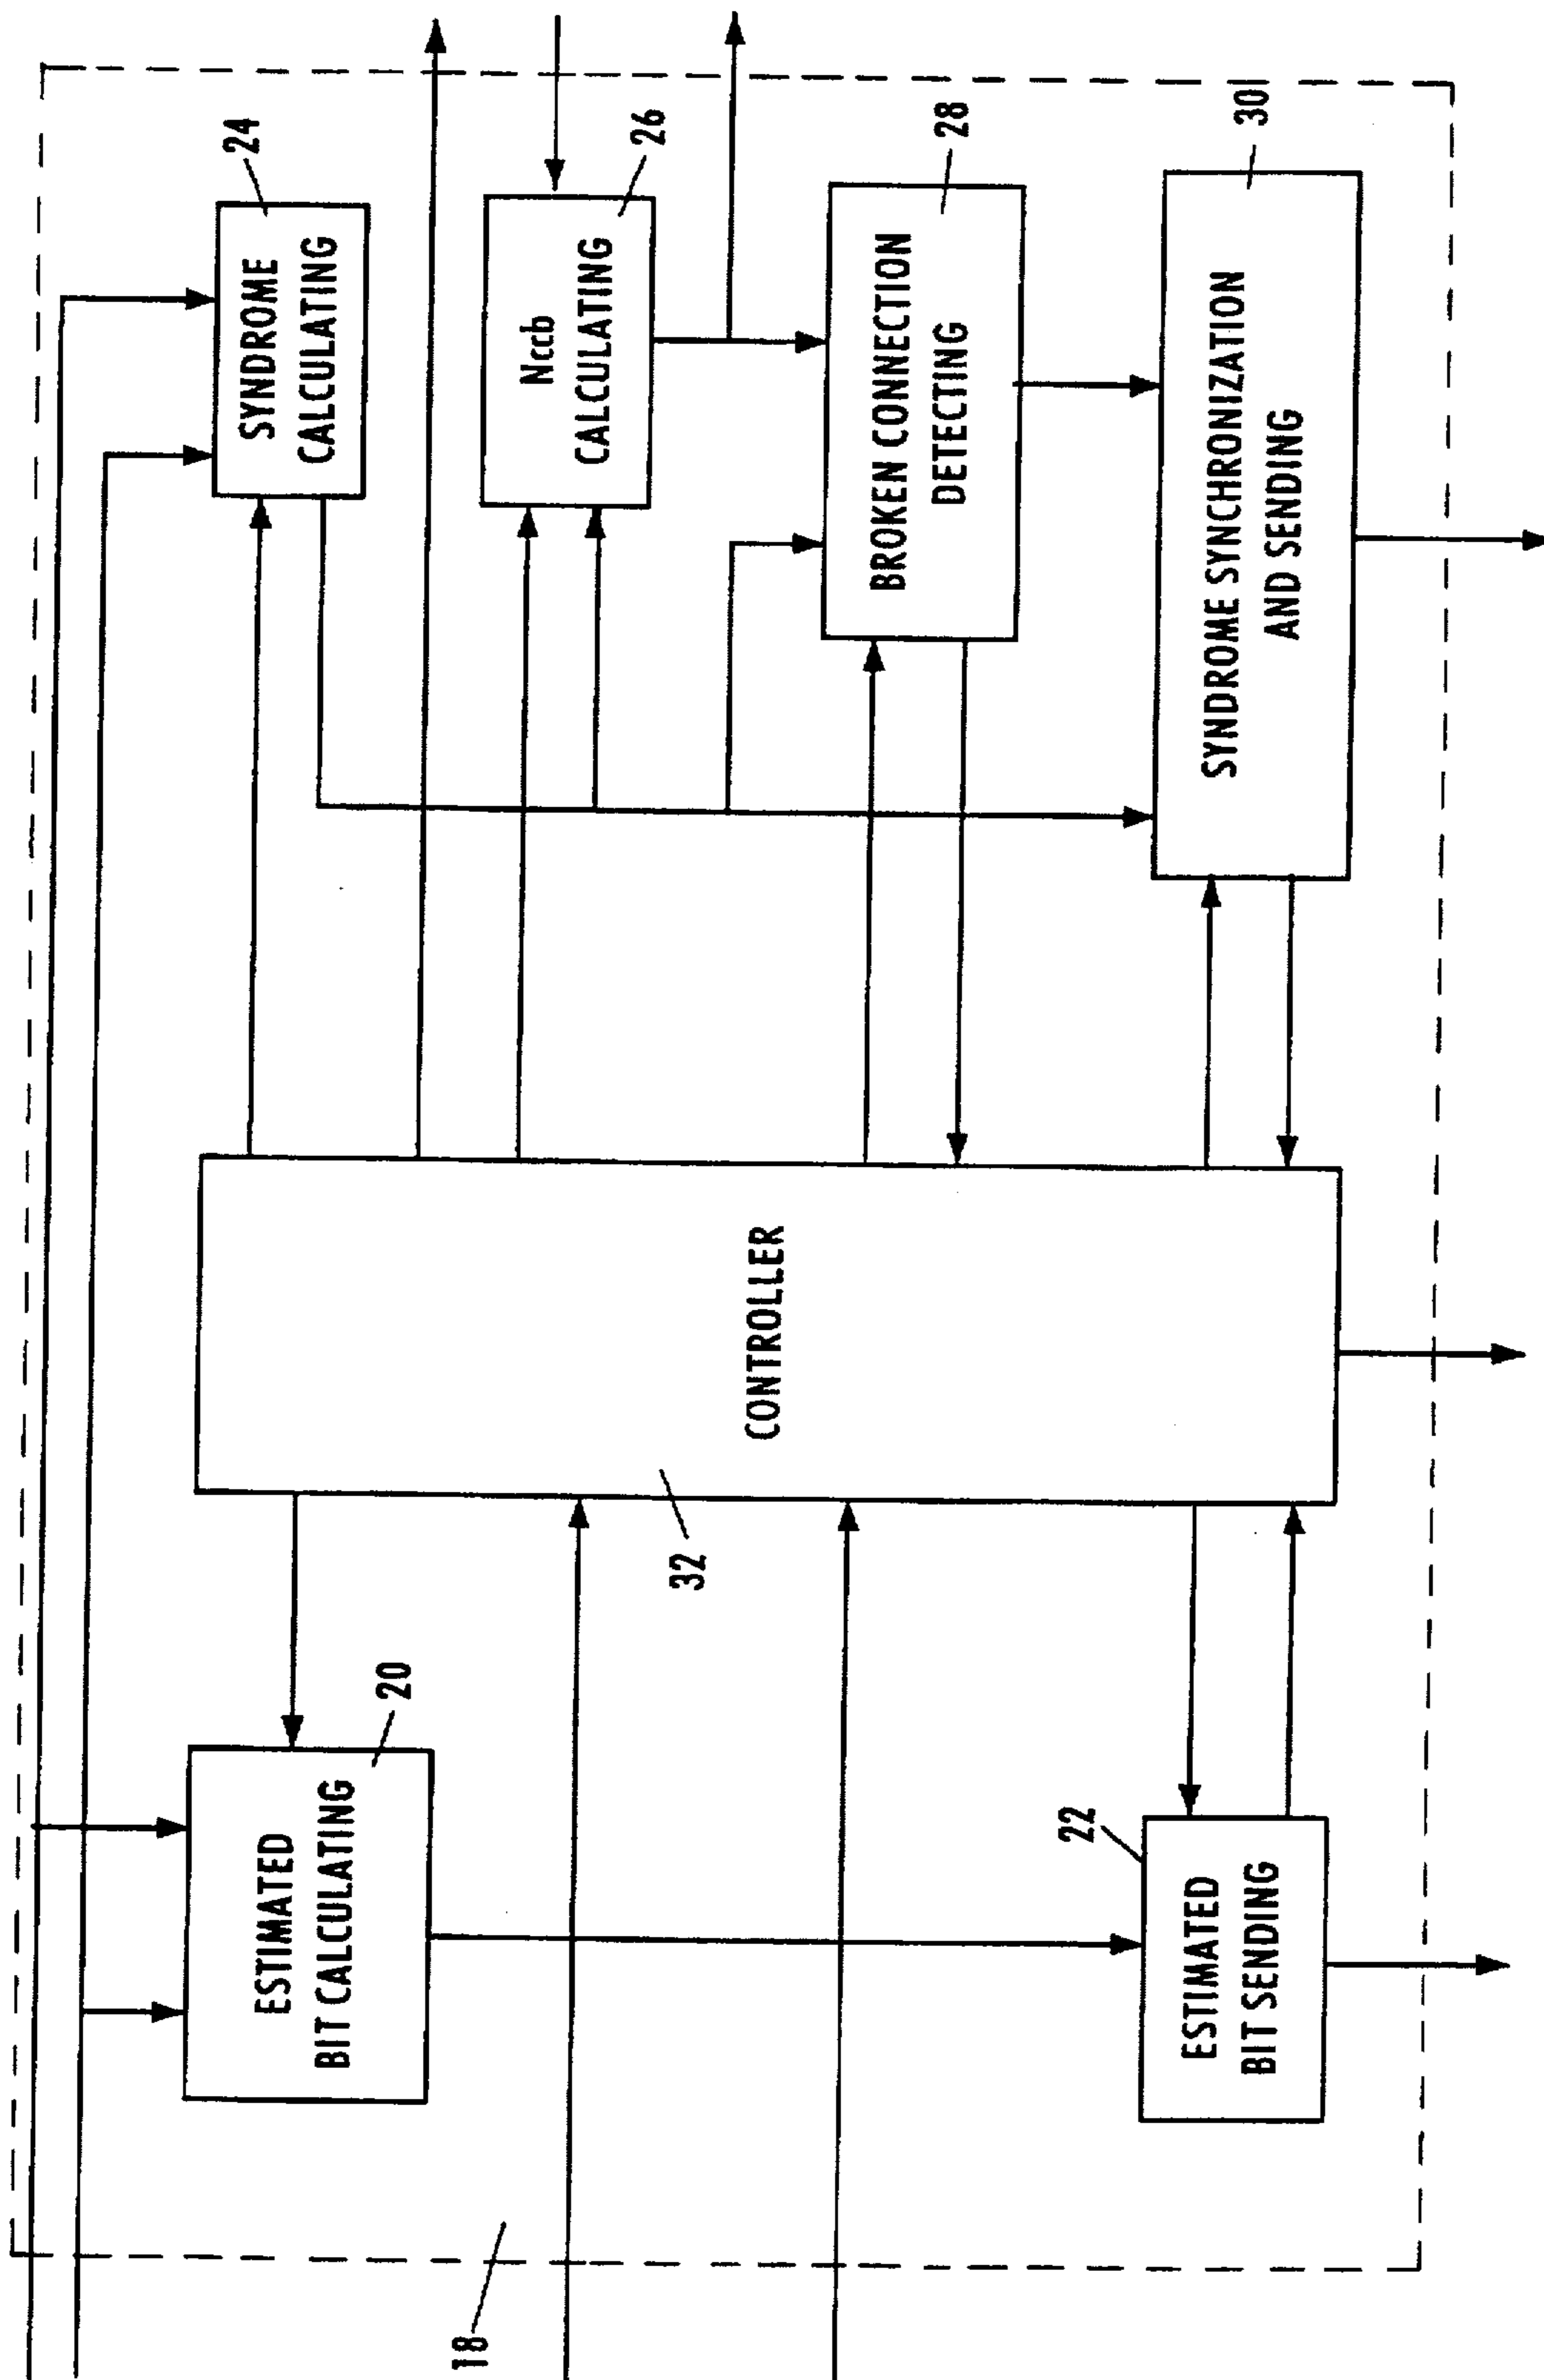 18
ESTIMATED
BIT CALCULATING
20
ESTIMATED
BIT SENDING
22
CONTROLLER
32
SYNDROME
CALCULATING
24
Nccb
CALCULATING
26
BROKEN CONNECTION
DETECTING
28
SYNDROME SYNCHRONIZATION
AND SENDING
30